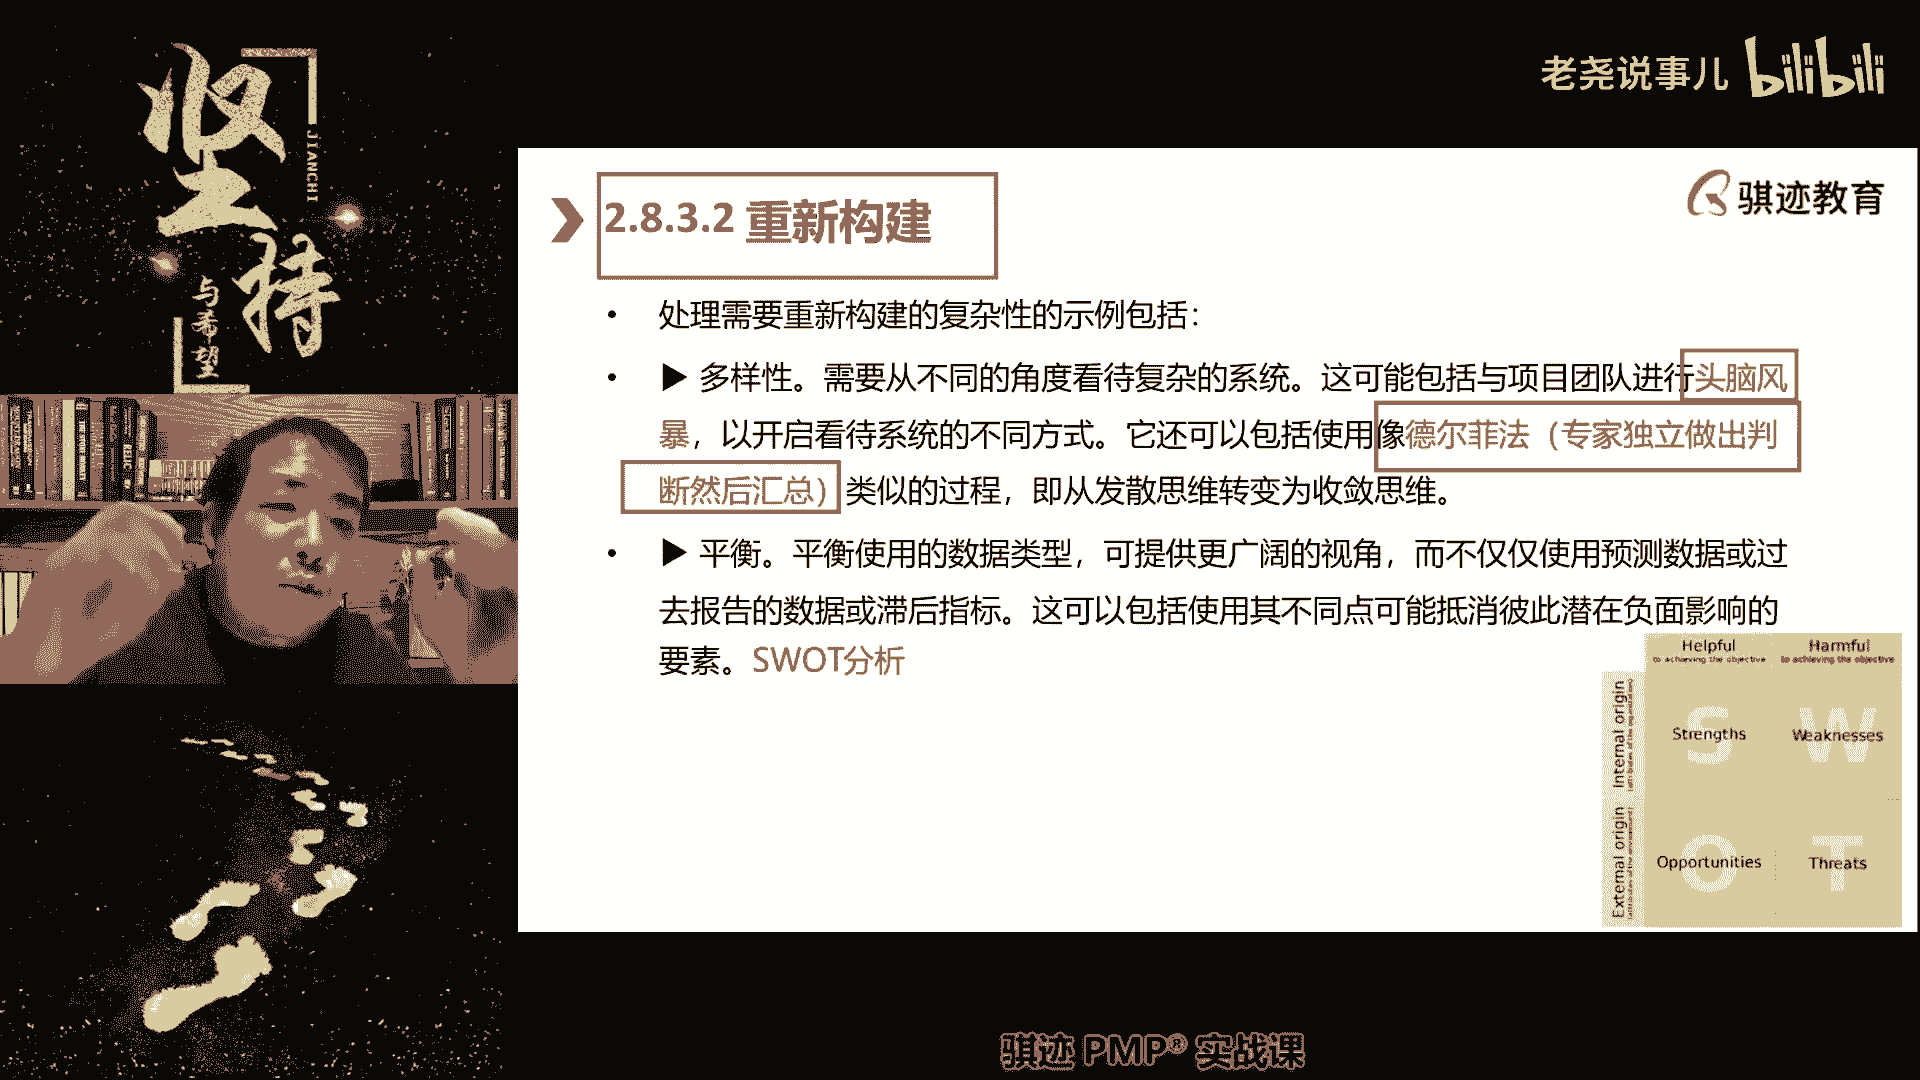 坚持
JIANCHI
与希望
老尧说事儿 bilibili
骐迹教育
2.8.3.2 重新构建
• 处理需要重新构建的复杂性的示例包括：
• ▶ 多样性。需要从不同的角度看待复杂的系统。这可能包括与项目团队进行头脑风
暴，以开启看待系统的不同方式。它还可以包括使用像德尔菲法（专家独立做出判
断然后汇总）类似的过程，即从发散思维转变为收敛思维。
• ▶ 平衡。平衡使用的数据类型，可提供更广阔的视角，而不仅仅使用预测数据或过
去报告的数据或滞后指标。这可以包括使用其不同点可能抵消彼此潜在负面影响的
要素。SWOT分析
Helpful
to achieving the objective
Harmful
to achieving the objective
Internal origin
S
Strengths
W
Weaknesses
External origin
O
Opportunities
T
Threats
骐迹 PMP® 实战课